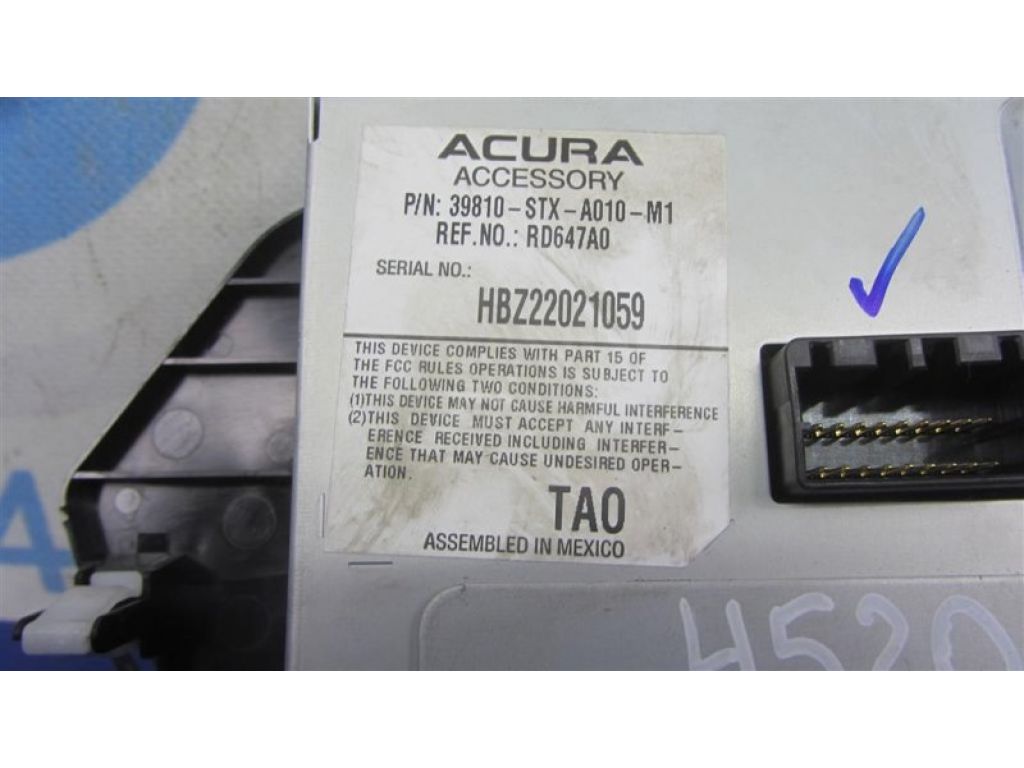 ACURA
ACCESSORY
P/N: 39810-STX-A010-M1
REF.NO.: RD647A0
SERIAL NO.:
HBZ22021059
THIS DEVICE COMPLIES WITH PART 15 OF
THE FCC RULES OPERATIONS IS SUBJECT TO
THE FOLLOWING TWO CONDITIONS:
(1)THIS DEVICE MAY NOT CAUSE HARMFUL INTERFERENCE
(2)THIS DEVICE MUST ACCEPT ANY INTERF-
ERENCE RECEIVED INCLUDING INTERFER-
ENCE THAT MAY CAUSE UNDESIRED OPER-
ATION.
TA0
ASSEMBLED IN MEXICO
H520
A